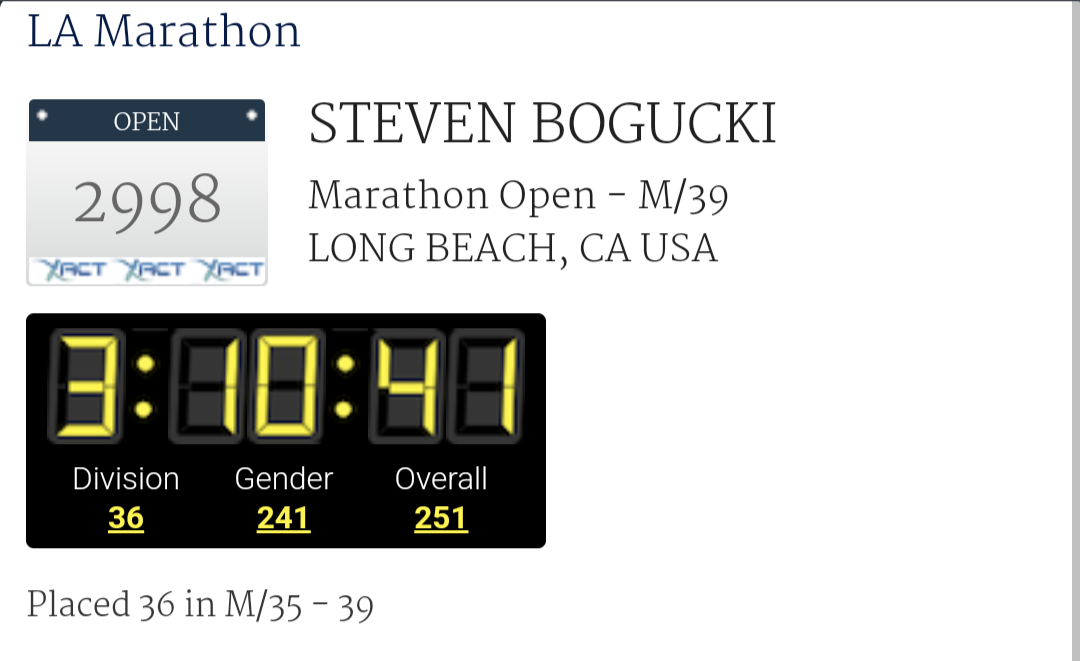 LA Marathon
OPEN
2998
XACT XACT XACT
STEVEN BOGUCKI
Marathon Open - M/39
LONG BEACH, CA USA
3:10:41
Division Gender Overall
36 241 251
Placed 36 in M/35 - 39